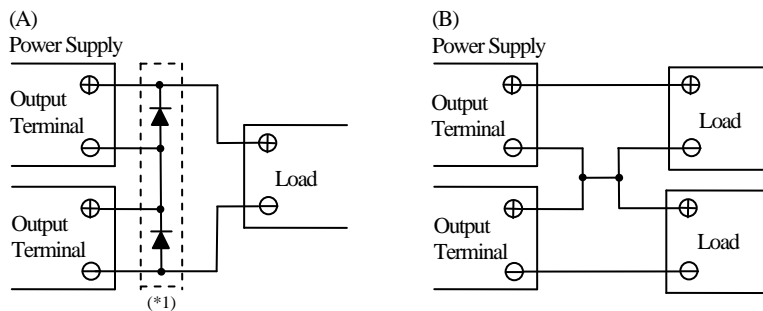 (A)
Power Supply
Output
Terminal
Load
Output
Terminal
(*1)
(B)
Power Supply
Output
Terminal
Load
Output
Terminal
Load